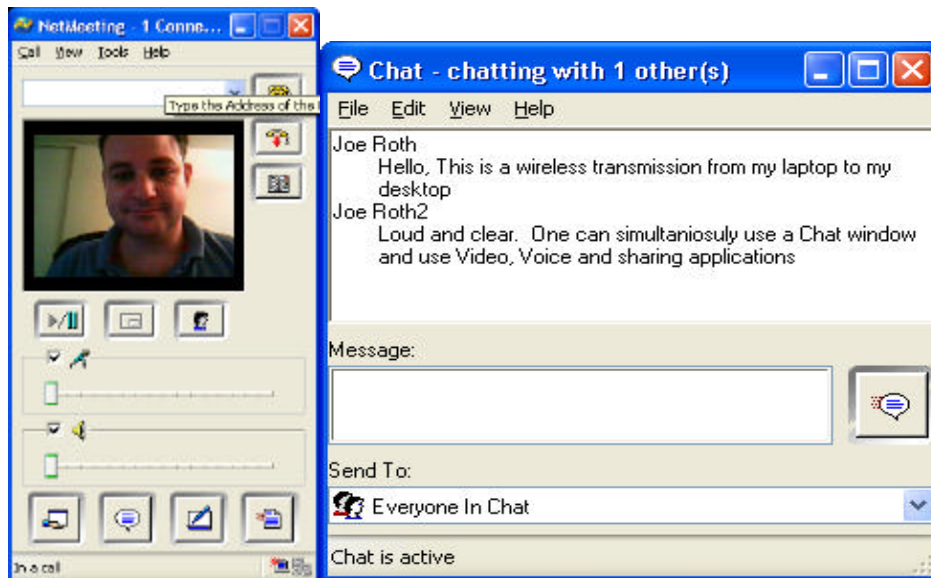 NetMeeting - 1 Conne...
Call View Tools Help
Type the Address of the
In a call
Chat - chatting with 1 other(s)
File Edit View Help
Joe Roth
Hello, This is a wireless transmission from my laptop to my
desktop
Joe Roth2
Loud and clear. One can simultaniosuly use a Chat window
and use Video, Voice and sharing applications
Message:
Send To:
Everyone In Chat
Chat is active